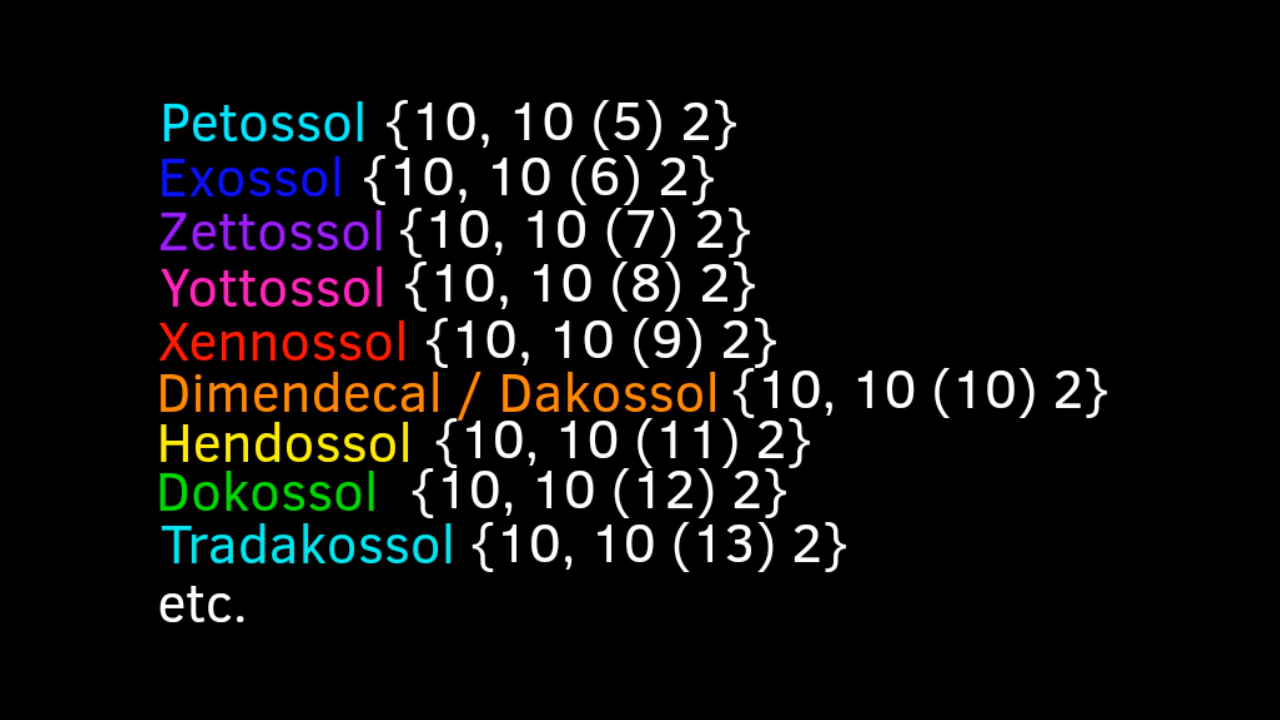 Petossol {10, 10 (5) 2}
Exossol {10, 10 (6) 2}
Zettossol {10, 10 (7) 2}
Yottossol {10, 10 (8) 2}
Xennossol {10, 10 (9) 2}
Dimendecal / Dakossol {10, 10 (10) 2}
Hendossol {10, 10 (11) 2}
Dokossol {10, 10 (12) 2}
Tradakossol {10, 10 (13) 2}
etc.